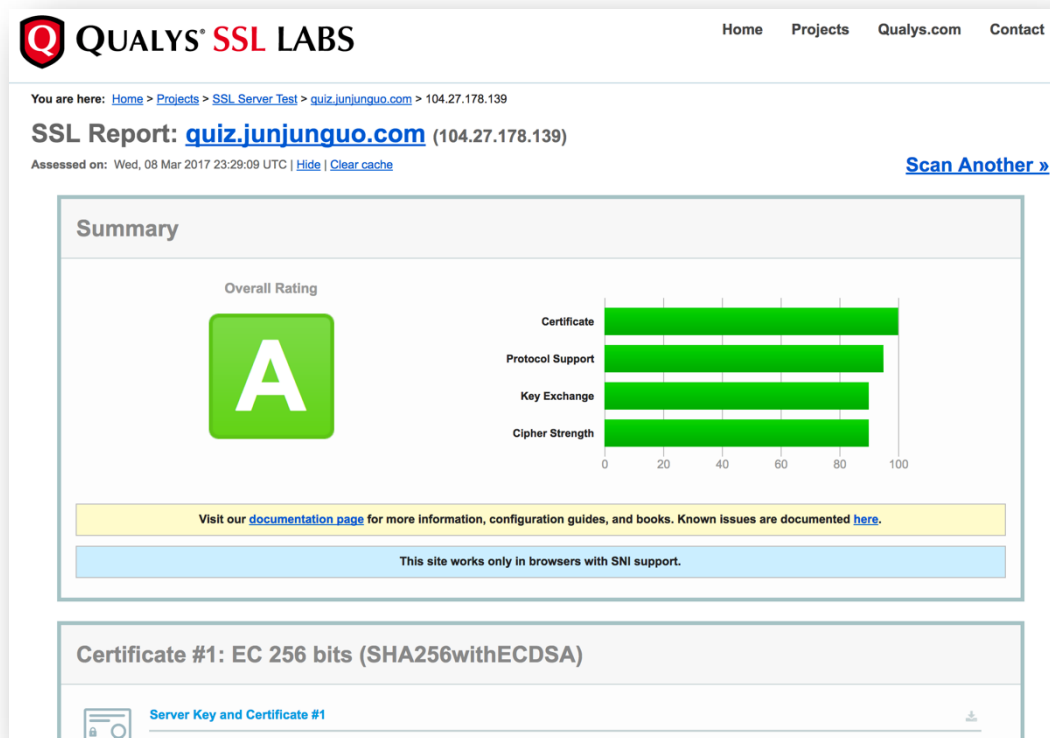 QUALYS® SSL LABS
Home Projects Qualys.com Contact
You are here: Home > Projects > SSL Server Test > quiz.junjunguo.com > 104.27.178.139
SSL Report: quiz.junjunguo.com (104.27.178.139)
Assessed on: Wed, 08 Mar 2017 23:29:09 UTC | Hide | Clear cache
Scan Another »
Summary
Overall Rating
A
Certificate
Protocol Support
Key Exchange
Cipher Strength
0 20 40 60 80 100
Visit our documentation page for more information, configuration guides, and books. Known issues are documented here.
This site works only in browsers with SNI support.
Certificate #1: EC 256 bits (SHA256withECDSA)
Server Key and Certificate #1